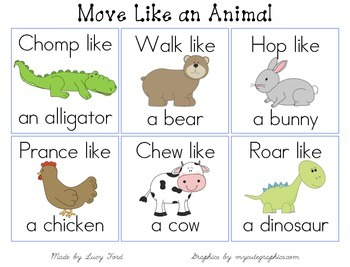 Move Like an Animal
Chomp like
an alligator
Walk like
a bear
Hop like
a bunny
Prance like
a chicken
Chew like
a cow
Roar like
a dinosaur
Made by Lucy Ford
Graphics by mycutegraphics.com